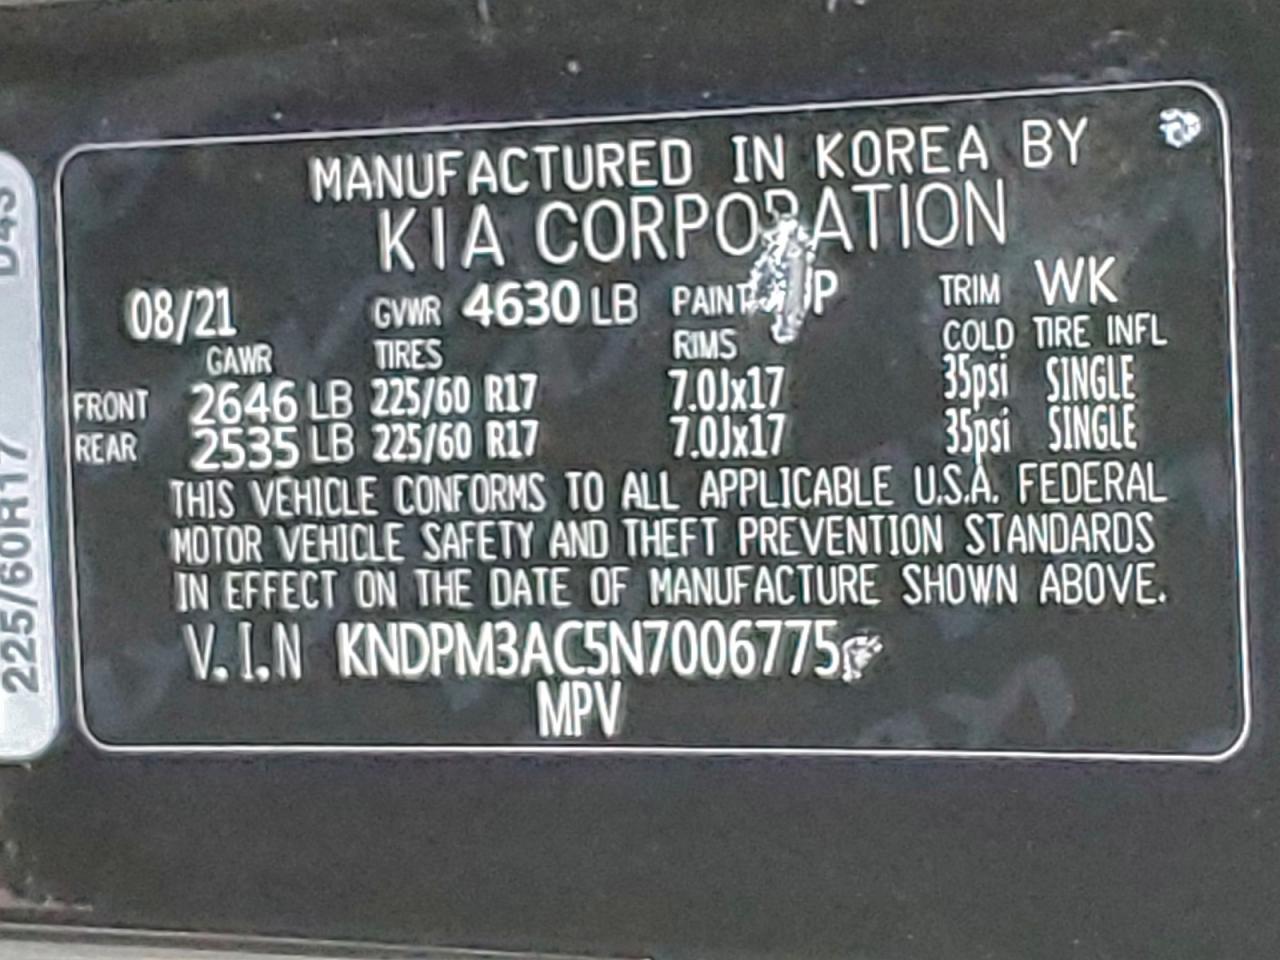 MANUFACTURED IN KOREA BY
KIA CORPORATION
08/21 GVWR 4630 LB PAINT TRIM WK
GAWR TIRES RIMS COLD TIRE INFL
FRONT 2646 LB 225/60 R17 7.0Jx17 35psi SINGLE
REAR 2535 LB 225/60 R17 7.0Jx17 35psi SINGLE
THIS VEHICLE CONFORMS TO ALL APPLICABLE U.S.A. FEDERAL
MOTOR VEHICLE SAFETY AND THEFT PREVENTION STANDARDS
IN EFFECT ON THE DATE OF MANUFACTURE SHOWN ABOVE.
V.I.N KNDPM3AC5N7006775
MPV
225/60R17